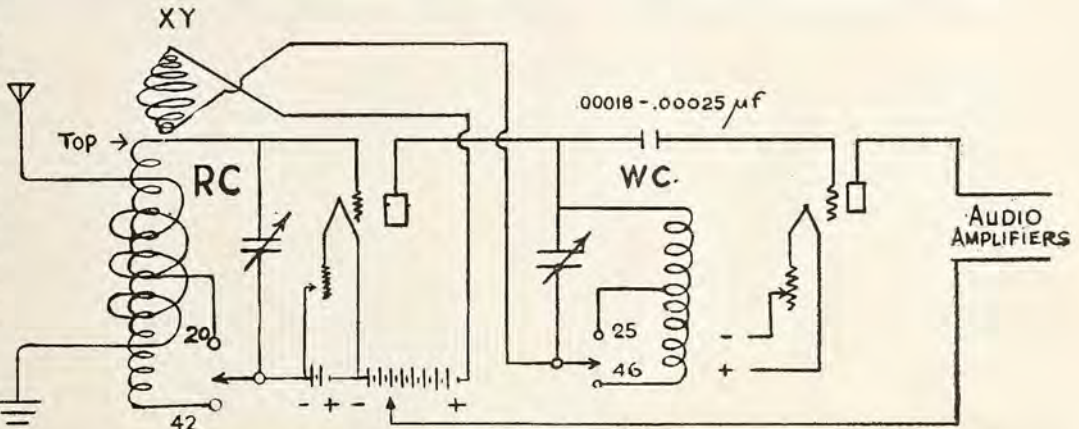 XY
.00018-.00025 µf
TOP →
RC
WC.
AUDIO
AMPLIFIERS
20
25
-
46
+
- + - +
42